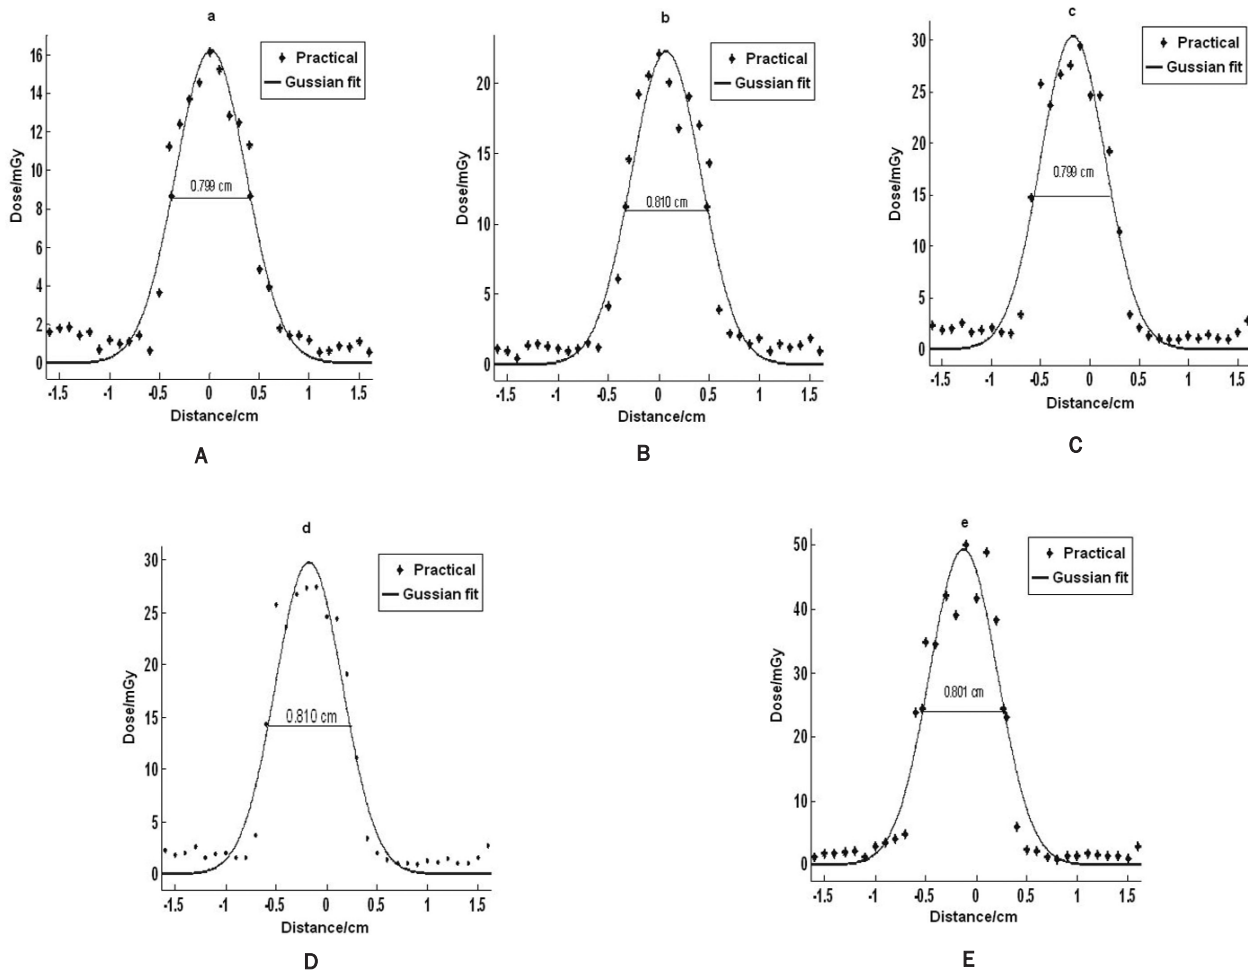 a
Practical
Gussian fit
16
14
12
10
8
6
4
2
0
Dose/mGy
0.799 cm
-1.5
-1
-0.5
0
0.5
1
1.5
Distance/cm
A
b
Practical
Gussian fit
20
15
10
5
0
Dose/mGy
0.810 cm
-1.5
-1
-0.5
0
0.5
1
1.5
Distance/cm
B
c
Practical
Gussian fit
30
25
20
15
10
5
0
Dose/mGy
0.799 cm
-1.5
-1
-0.5
0
0.5
1
1.5
Distance/cm
C
d
Practical
Gussian fit
30
25
20
15
10
5
0
Dose/mGy
0.810 cm
-1.5
-1
-0.5
0
0.5
1
1.5
Distance/cm
D
e
Practical
Gussian fit
50
40
30
20
10
0
Dose/mGy
0.801 cm
-1.5
-1
-0.5
0
0.5
1
1.5
Distance/cm
E